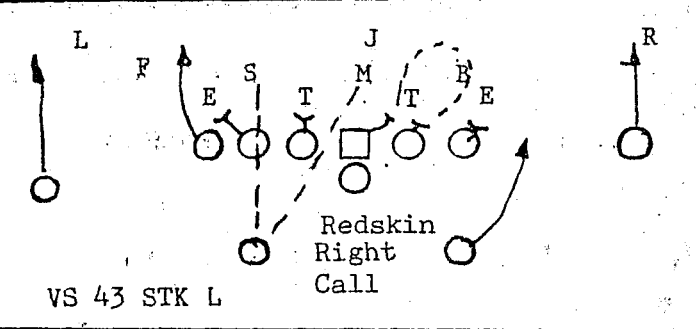 L J R
F S M B
E T T E
Redskin
Right
Call
VS 43 STK L